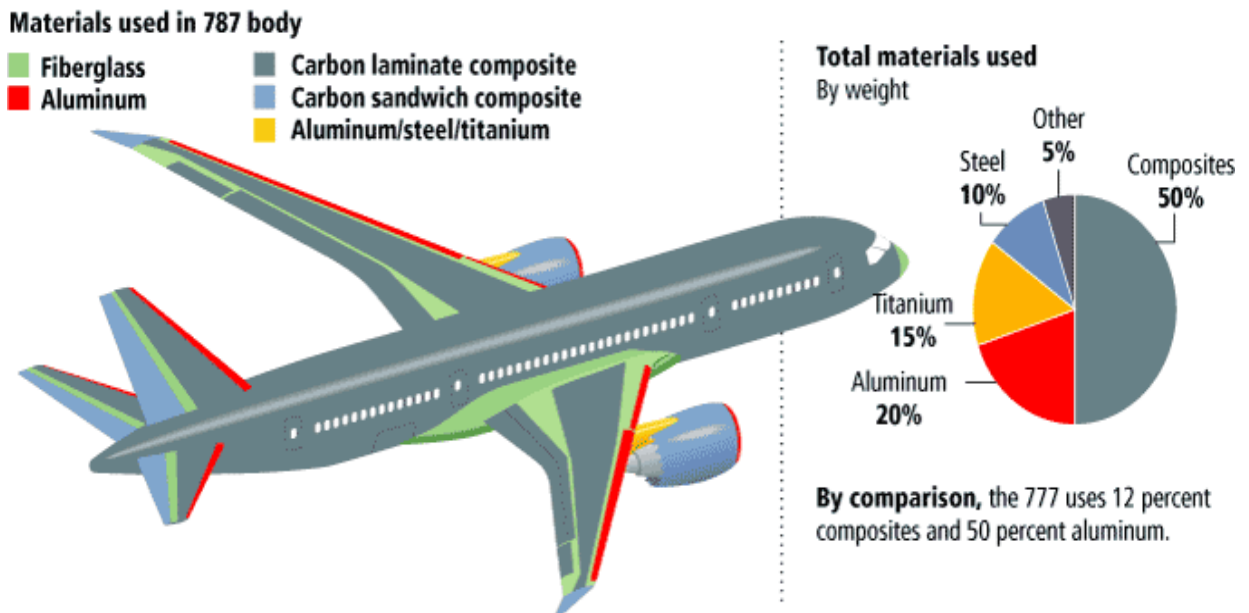 Materials used in 787 body
Fiberglass
Aluminum
Carbon laminate composite
Carbon sandwich composite
Aluminum/steel/titanium
Total materials used
By weight
Other
5%
Steel
10%
Composites
50%
Titanium
15%
Aluminum
20%
By comparison, the 777 uses 12 percent
composites and 50 percent aluminum.